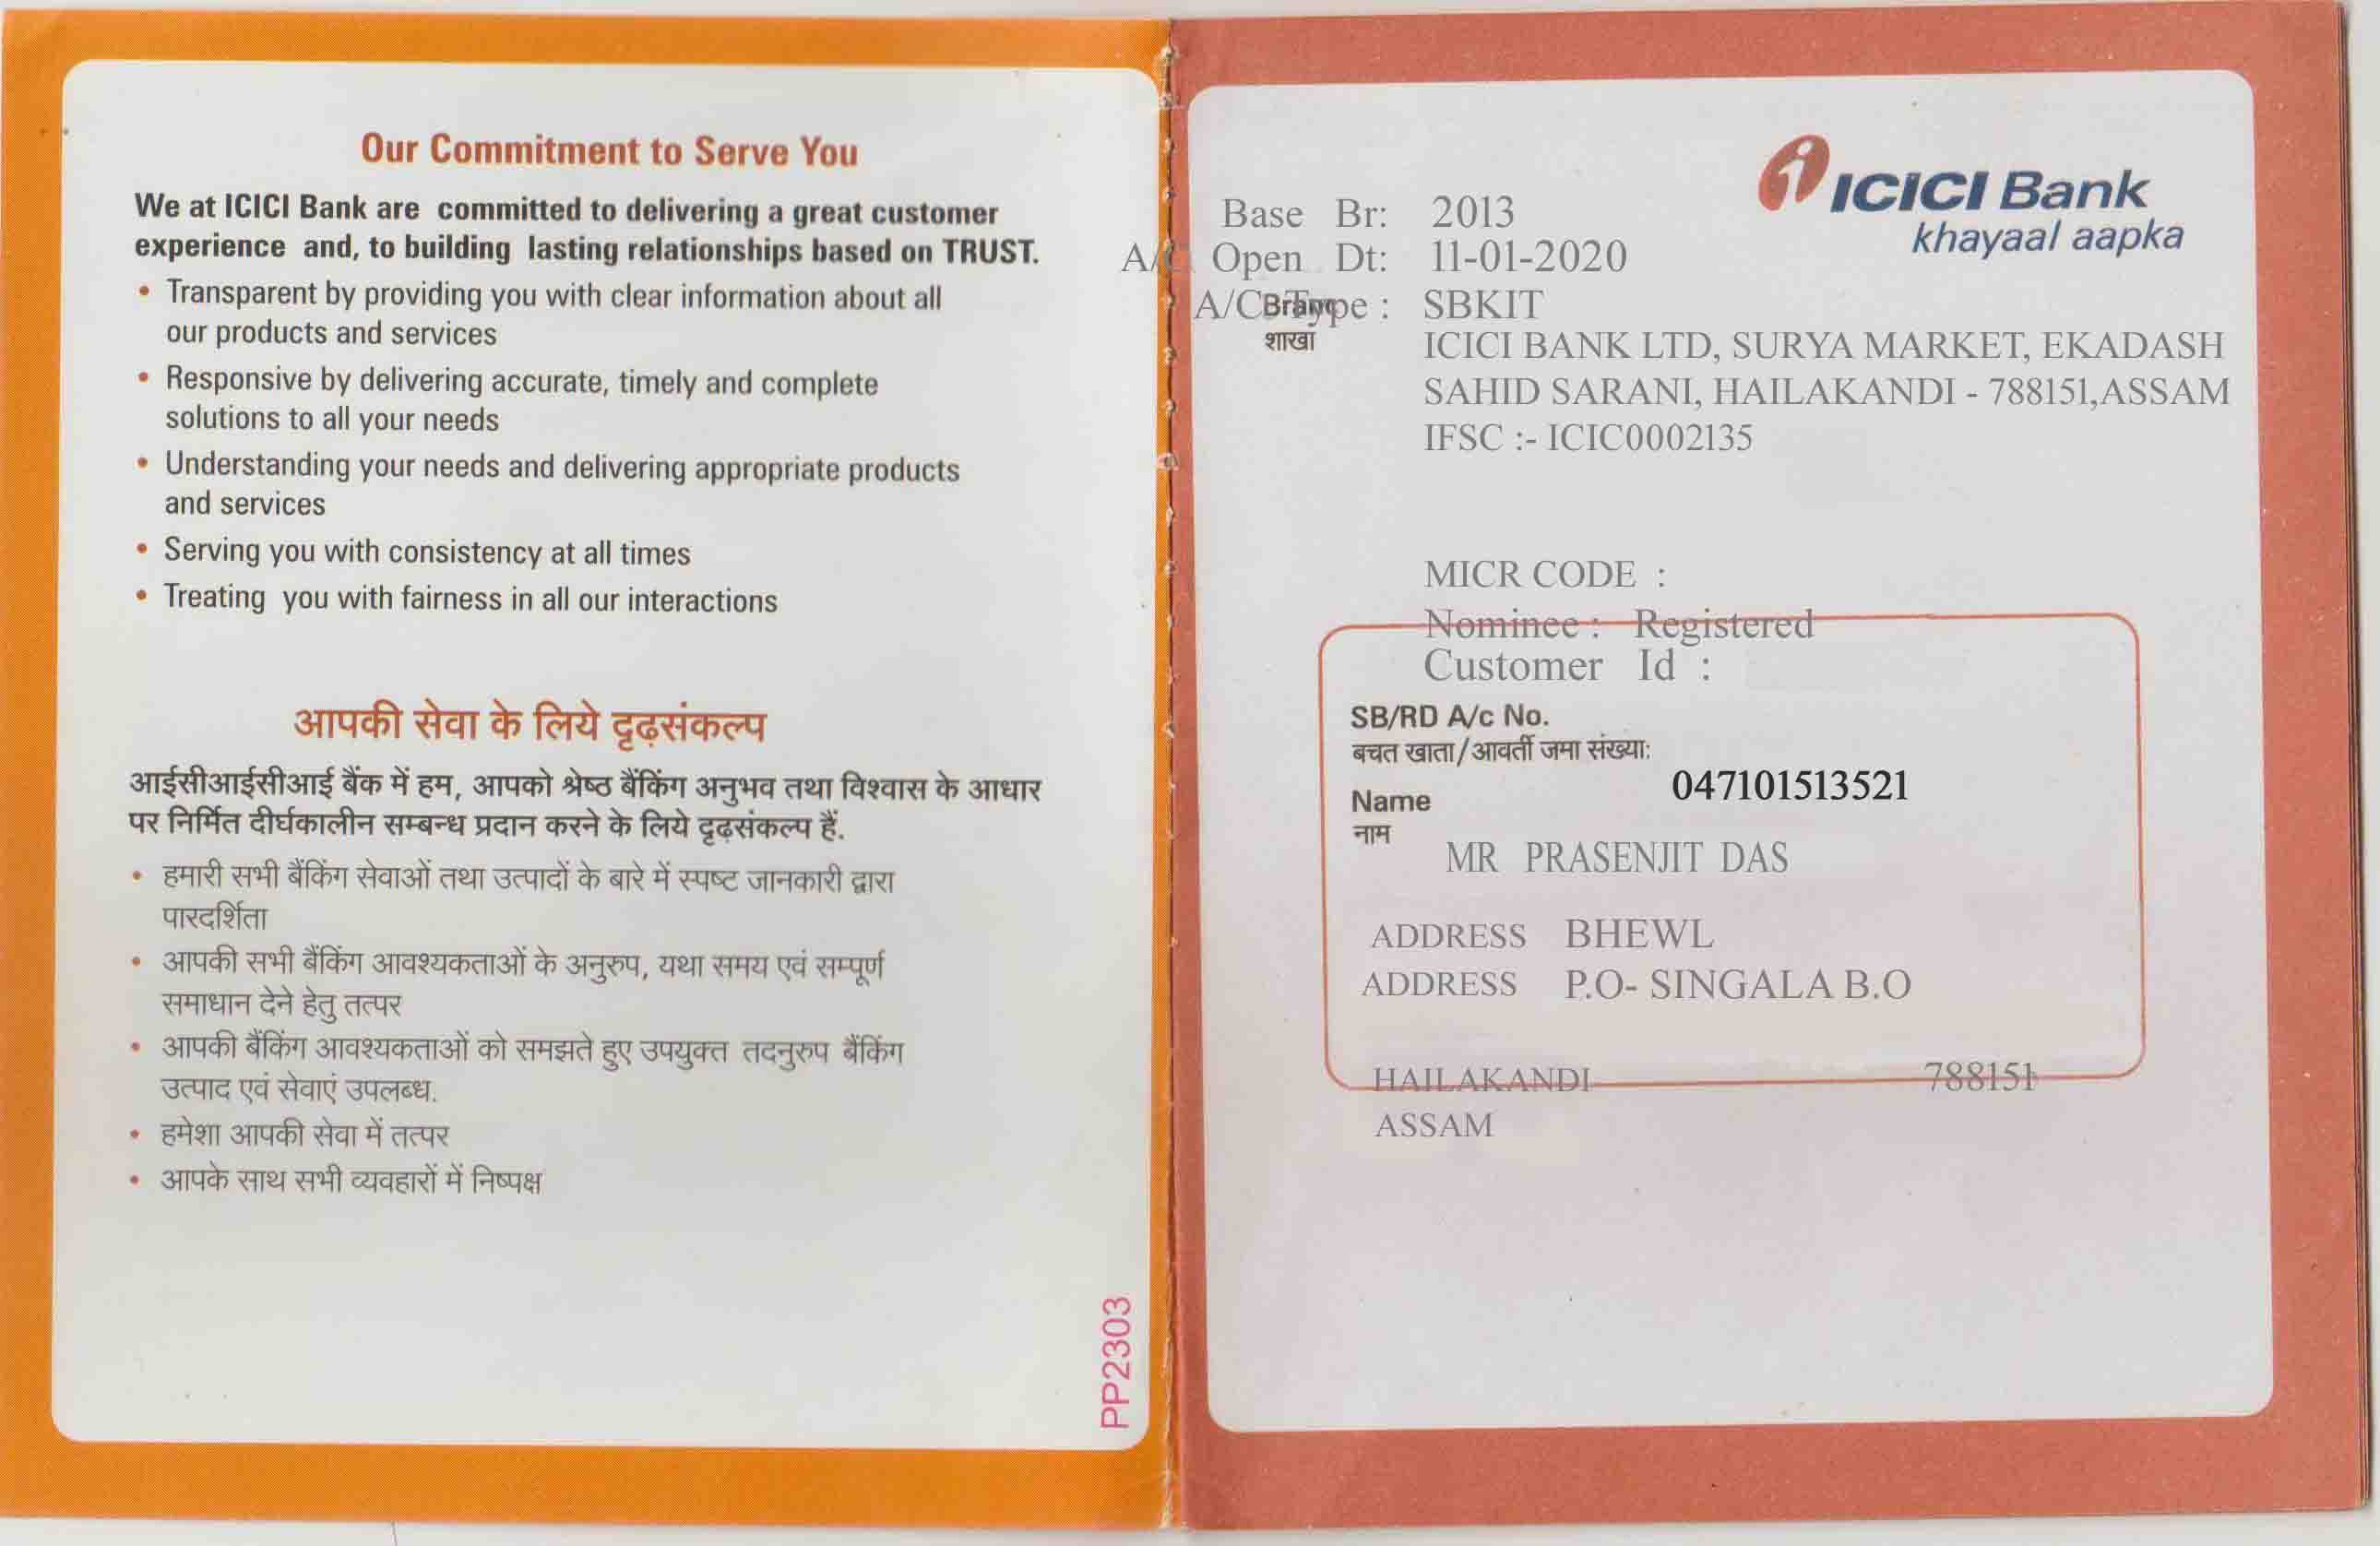 Our Commitment to Serve You
We at ICICI Bank are committed to delivering a great customer
experience and, to building lasting relationships based on TRUST.
• Transparent by providing you with clear information about all
our products and services
• Responsive by delivering accurate, timely and complete
solutions to all your needs
• Understanding your needs and delivering appropriate products
and services
• Serving you with consistency at all times
• Treating you with fairness in all our interactions
आपकी सेवा के लिये दृढ़संकल्प
आईसीआईसीआई बैंक में हम, आपको श्रेष्ठ बैंकिंग अनुभव तथा विश्वास के आधार
पर निर्मित दीर्घकालीन सम्बन्ध प्रदान करने के लिये दृढ़संकल्प हैं.
• हमारी सभी बैंकिंग सेवाओं तथा उत्पादों के बारे में स्पष्ट जानकारी द्वारा
पारदर्शिता
• आपकी सभी बैंकिंग आवश्यकताओं के अनुरुप, यथा समय एवं सम्पूर्ण
समाधान देने हेतु तत्पर
• आपकी बैंकिंग आवश्यकताओं को समझते हुए उपयुक्त तदनुरुप बैंकिंग
उत्पाद एवं सेवाएं उपलब्ध.
• हमेशा आपकी सेवा में तत्पर
• आपके साथ सभी व्यवहारों में निष्पक्ष
PP2303
ICICI Bank
khayaal aapka
Base Br: 2013
A/C Open Dt: 11-01-2020
A/C Type : SBKIT
शाखा ICICI BANK LTD, SURYA MARKET, EKADASH
SAHID SARANI, HAILAKANDI - 788151,ASSAM
IFSC :- ICIC0002135
MICR CODE :
Nominee : Registered
Customer Id :
SB/RD A/c No.
बचत खाता/आवर्ती जमा संख्या:
047101513521
Name
नाम
MR PRASENJIT DAS
ADDRESS BHEWL
ADDRESS P.O- SINGALA B.O
HAILAKANDI 788151
ASSAM